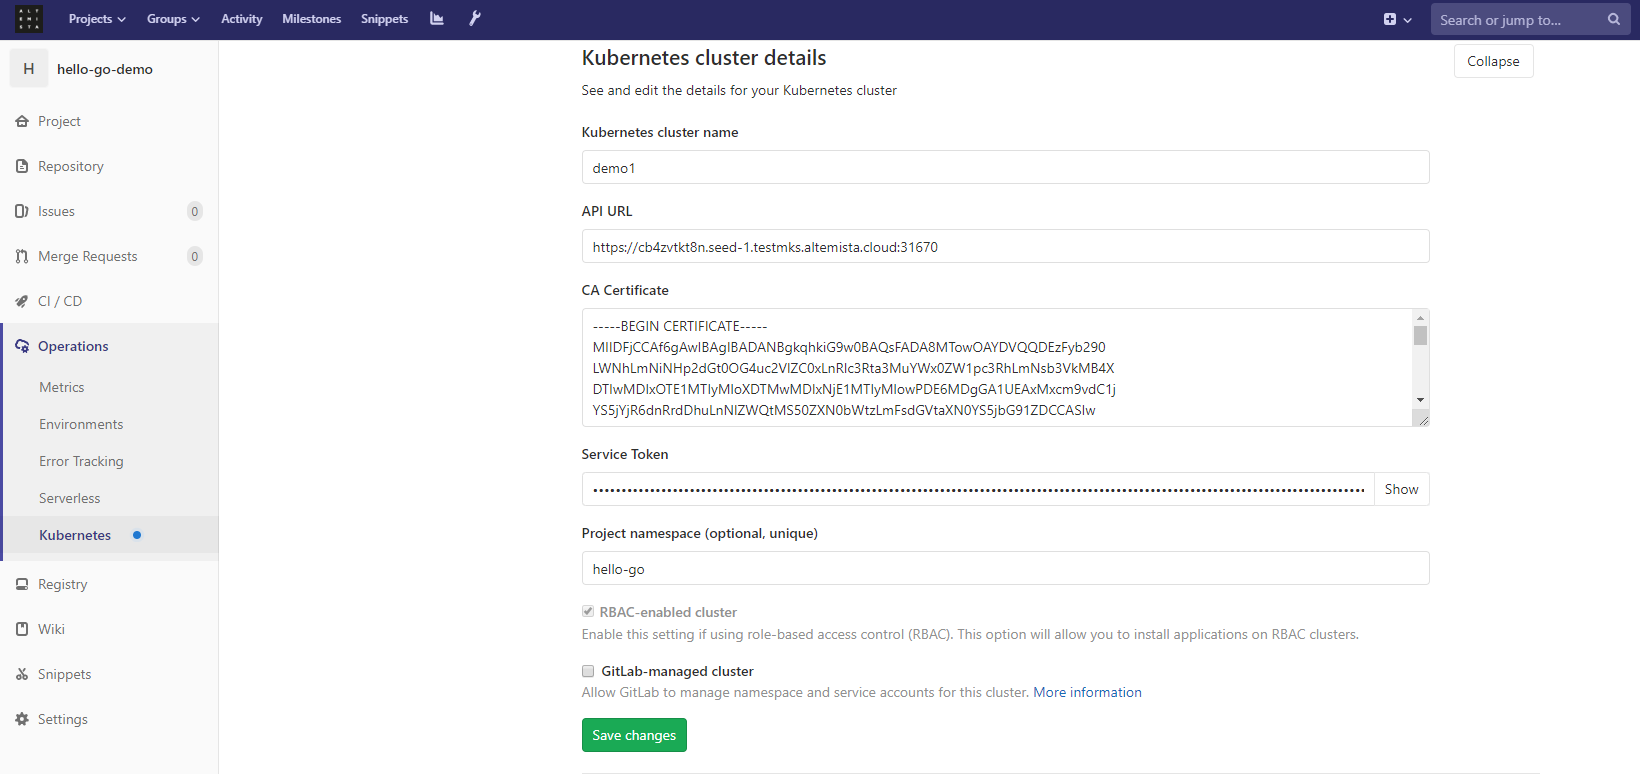 ALT
EMI
STA
Projects
Groups
Activity
Milestones
Snippets
Search or jump to...
H
hello-go-demo
Project
Repository
Issues
0
Merge Requests
0
CI / CD
Operations
Metrics
Environments
Error Tracking
Serverless
Kubernetes
Registry
Wiki
Snippets
Settings
Kubernetes cluster details
Collapse
See and edit the details for your Kubernetes cluster
Kubernetes cluster name
demo1
API URL
https://cb4zvtkt8n.seed-1.testmks.altemista.cloud:31670
CA Certificate
-----BEGIN CERTIFICATE-----
MIIDFjCCAf6gAwIBAgIBADANBgkqhkiG9w0BAQsFADA8MTowOAYDVQQDEzFyb290
LWNhLmNiNHp2dGt0OG4uc2VlZC0xLnRlc3Rta3MuYWx0ZW1pc3RhLmNsb3VkMB4X
DTIwMDIxOTE1MTIyMloXDTMwMDIxNjE1MTIyMlowPDE6MDgGA1UEAxMxcm9vdC1j
YS5jYjR6dnRrdDhuLnNlZWQtMS50ZXN0bWtzLmFsdGVtaXN0YS5jbG91ZDCCASIw
Service Token
Show
Project namespace (optional, unique)
hello-go
RBAC-enabled cluster
Enable this setting if using role-based access control (RBAC). This option will allow you to install applications on RBAC clusters.
GitLab-managed cluster
Allow GitLab to manage namespace and service accounts for this cluster. More information
Save changes